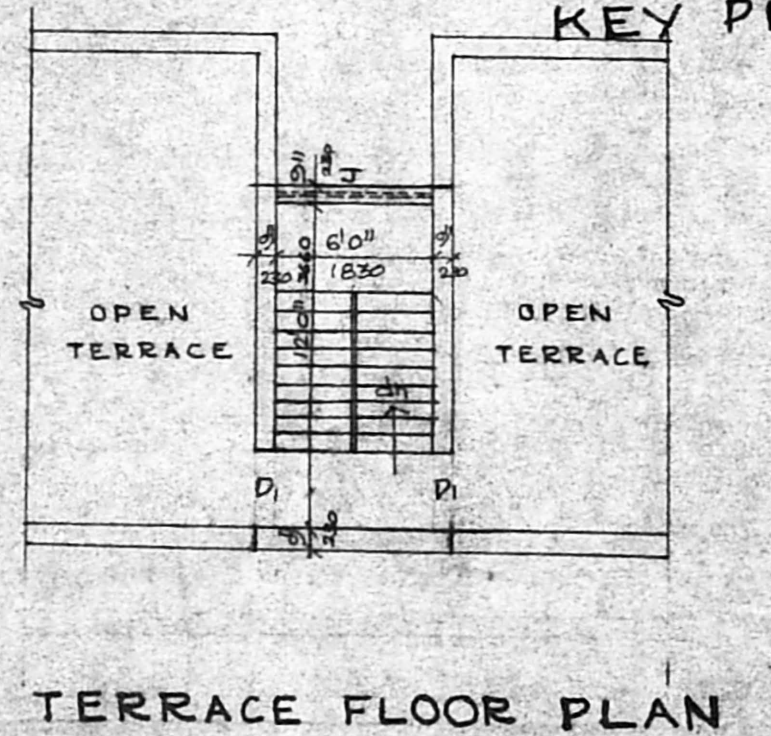 KEY
9"
230
J
9"
6'0"
9"
230
3660
1830
230
12'0"
OPEN
TERRACE
OPEN
TERRACE
dn
D1
D1
9"
230
TERRACE FLOOR PLAN